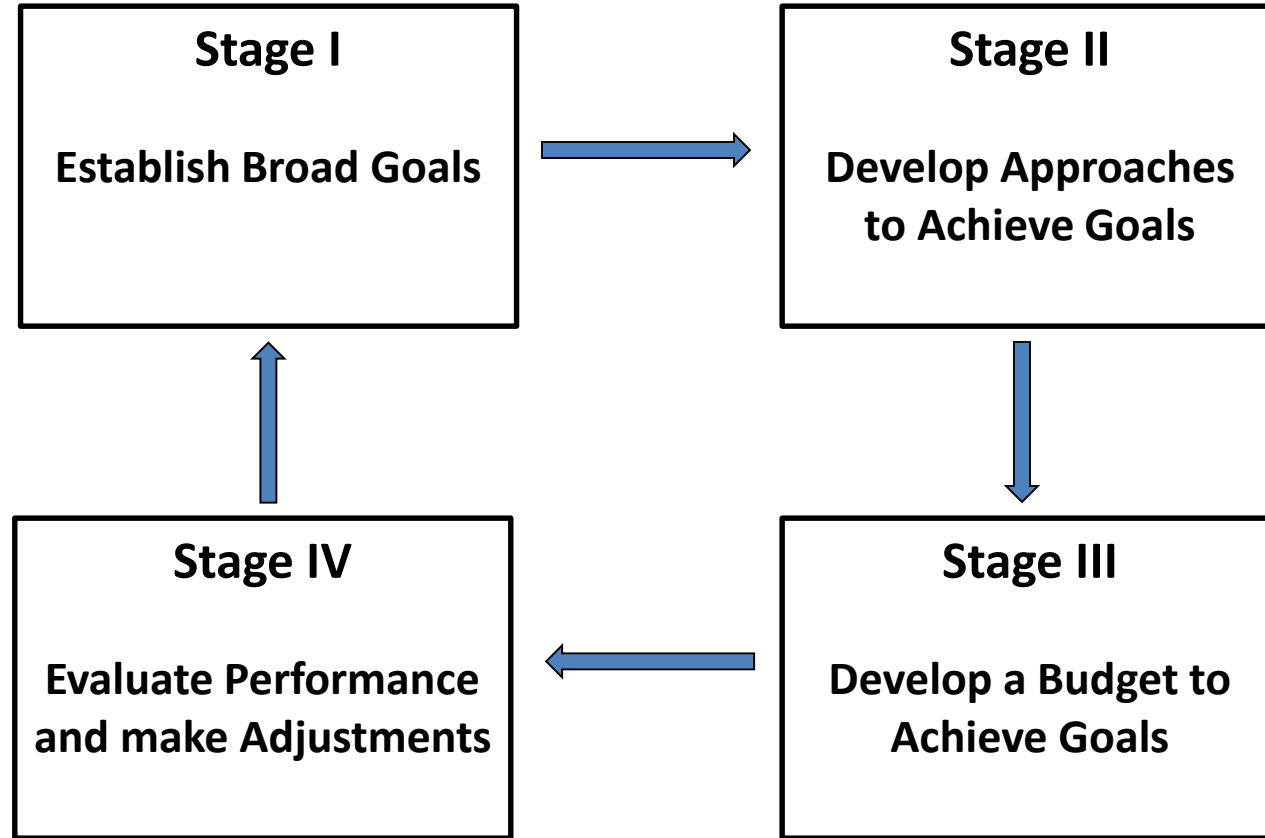 Stage I
Establish Broad Goals
Stage II
Develop Approaches
to Achieve Goals
Stage IV
Evaluate Performance
and make Adjustments
Stage III
Develop a Budget to
Achieve Goals